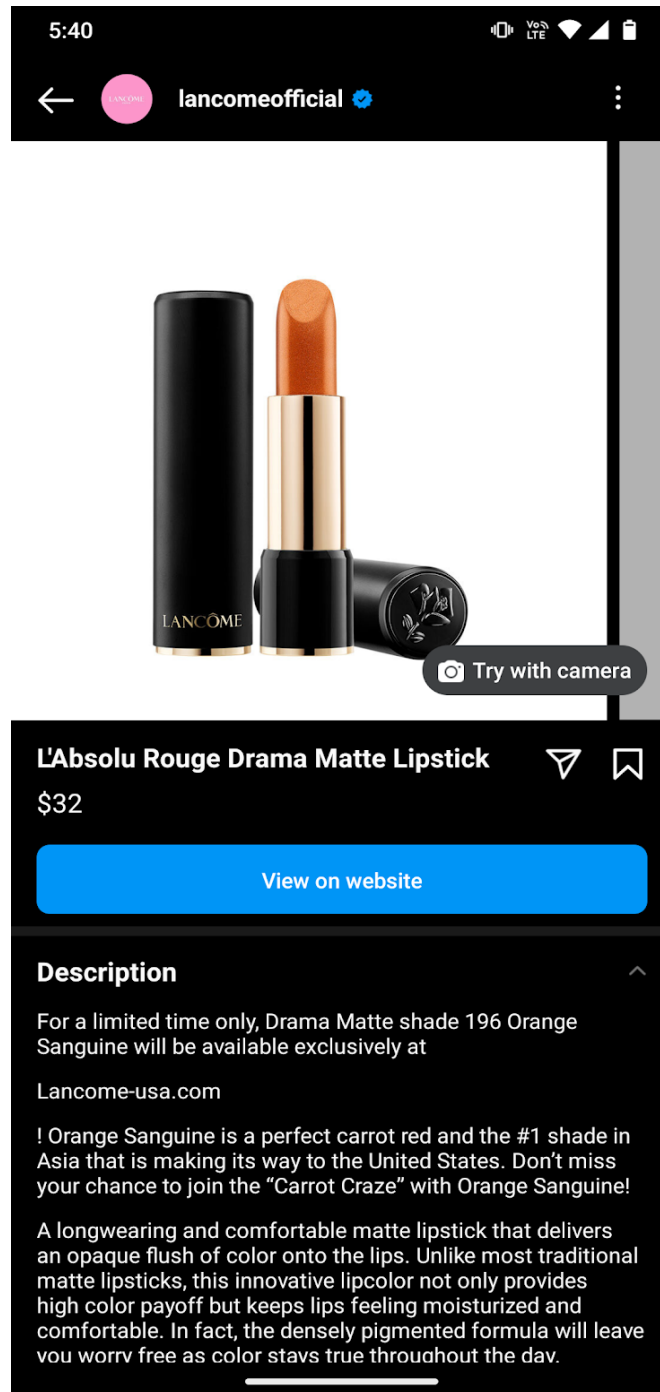 5:40
Vo LTE
LANCÔME
lancomeofficial
LANCÔME
Try with camera
L'Absolu Rouge Drama Matte Lipstick
$32
View on website
Description
For a limited time only, Drama Matte shade 196 Orange
Sanguine will be available exclusively at
Lancome-usa.com
! Orange Sanguine is a perfect carrot red and the #1 shade in
Asia that is making its way to the United States. Don’t miss
your chance to join the “Carrot Craze” with Orange Sanguine!
A longwearing and comfortable matte lipstick that delivers
an opaque flush of color onto the lips. Unlike most traditional
matte lipsticks, this innovative lipcolor not only provides
high color payoff but keeps lips feeling moisturized and
comfortable. In fact, the densely pigmented formula will leave
you worry free as color stays true throughout the day.